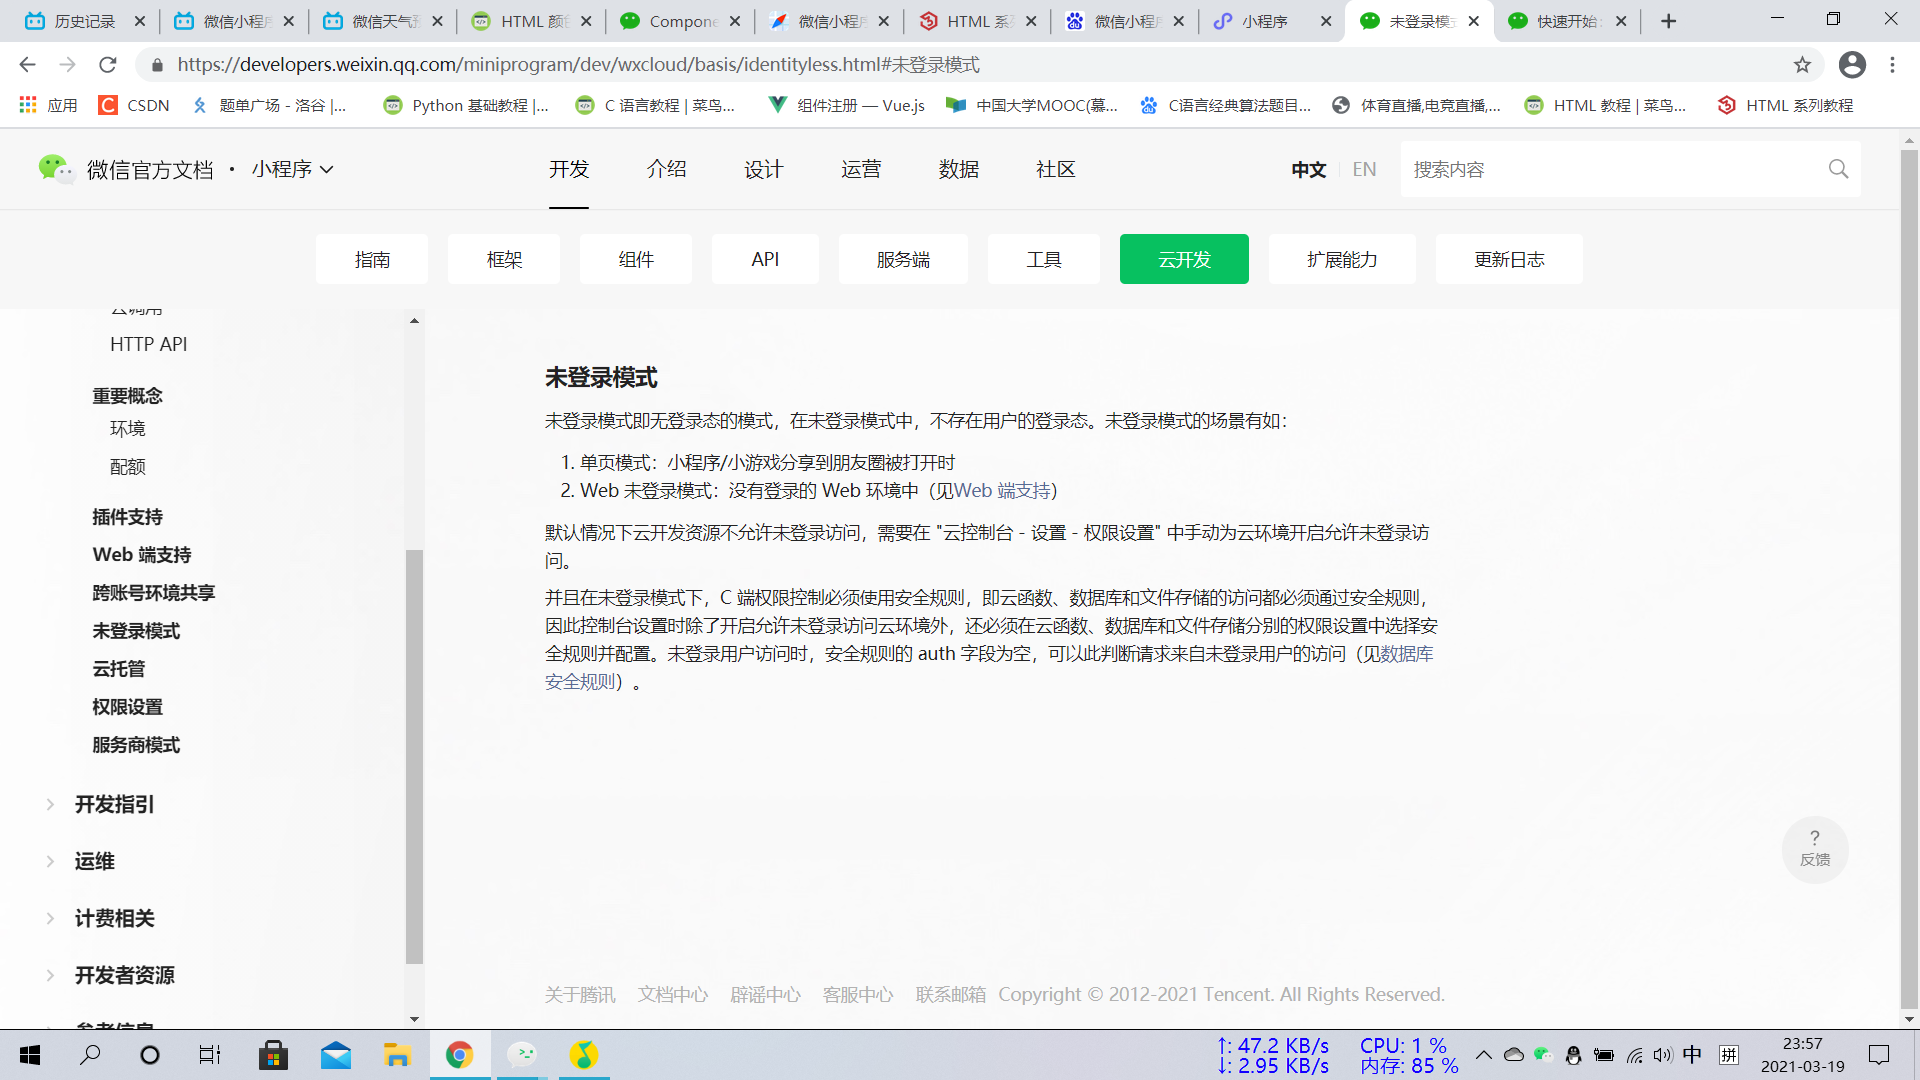 历史记录
微信小程序
微信天气预
HTML 颜色
Compone
微信小程序
HTML 系列
微信小程序
小程序
未登录模式
快速开始
https://developers.weixin.qq.com/miniprogram/dev/wxcloud/basis/identityless.html#未登录模式
应用
CSDN
题单广场 - 洛谷 |...
Python 基础教程 |...
C 语言教程 | 菜鸟...
组件注册 — Vue.js
中国大学MOOC(慕...
C语言经典算法题目...
体育直播,电竞直播,...
HTML 教程 | 菜鸟...
HTML 系列教程
微信官方文档 · 小程序
开发
介绍
设计
运营
数据
社区
中文
EN
搜索内容
指南
框架
组件
API
服务端
工具
云开发
扩展能力
更新日志
云调用
HTTP API
重要概念
环境
配额
插件支持
Web 端支持
跨账号环境共享
未登录模式
云托管
权限设置
服务商模式
开发指引
运维
计费相关
开发者资源
参考信息
未登录模式
未登录模式即无登录态的模式，在未登录模式中，不存在用户的登录态。未登录模式的场景有如：
1. 单页模式：小程序/小游戏分享到朋友圈被打开时
2. Web 未登录模式：没有登录的 Web 环境中（见Web 端支持）
默认情况下云开发资源不允许未登录访问，需要在 "云控制台 - 设置 - 权限设置" 中手动为云环境开启允许未登录访
问。
并且在未登录模式下，C 端权限控制必须使用安全规则，即云函数、数据库和文件存储的访问都必须通过安全规则，
因此控制台设置时除了开启允许未登录访问云环境外，还必须在云函数、数据库和文件存储分别的权限设置中选择安
全规则并配置。未登录用户访问时，安全规则的 auth 字段为空，可以此判断请求来自未登录用户的访问（见数据库
安全规则）。
?
反馈
关于腾讯 文档中心 辟谣中心 客服中心 联系邮箱 Copyright © 2012-2021 Tencent. All Rights Reserved.
↑: 47.2 KB/s
↓: 2.95 KB/s
CPU: 1 %
内存: 85 %
中
拼
23:57
2021-03-19